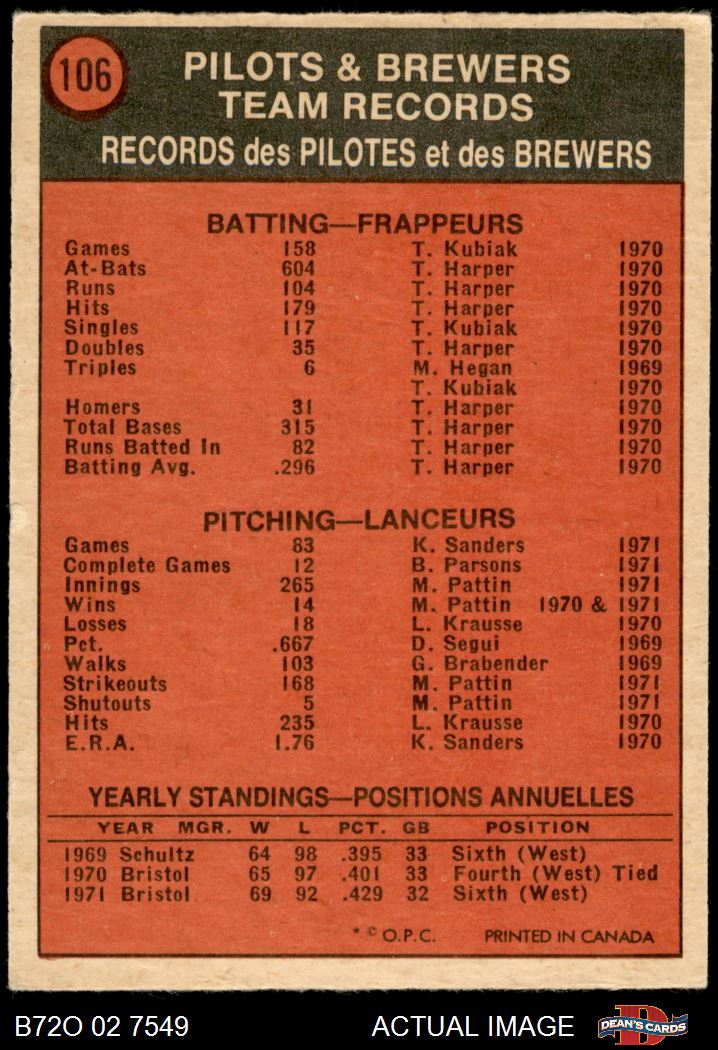 106
PILOTS & BREWERS
TEAM RECORDS
RECORDS des PILOTES et des BREWERS
BATTING—FRAPPEURS
Games 158 T. Kubiak 1970
At-Bats 604 T. Harper 1970
Runs 104 T. Harper 1970
Hits 179 T. Harper 1970
Singles 117 T. Kubiak 1970
Doubles 35 T. Harper 1970
Triples 6 M. Hegan 1969
T. Kubiak 1970
Homers 31 T. Harper 1970
Total Bases 315 T. Harper 1970
Runs Batted In 82 T. Harper 1970
Batting Avg. .296 T. Harper 1970
PITCHING—LANCEURS
Games 83 K. Sanders 1971
Complete Games 12 B. Parsons 1971
Innings 265 M. Pattin 1971
Wins 14 M. Pattin 1970 & 1971
Losses 18 L. Krausse 1970
Pct. .667 D. Segui 1969
Walks 103 G. Brabender 1969
Strikeouts 168 M. Pattin 1971
Shutouts 5 M. Pattin 1971
Hits 235 L. Krausse 1970
E.R.A. 1.76 K. Sanders 1970
YEARLY STANDINGS—POSITIONS ANNUELLES
YEAR MGR. W L PCT. GB POSITION
1969 Schultz 64 98 .395 33 Sixth (West)
1970 Bristol 65 97 .401 33 Fourth (West) Tied
1971 Bristol 69 92 .429 32 Sixth (West)
* © O.P.C. PRINTED IN CANADA
B72O 02 7549 ACTUAL IMAGE D DEAN'S CARDS